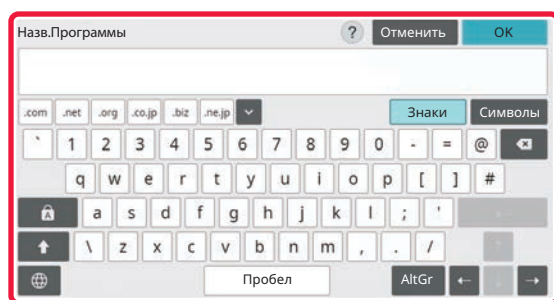 Назв.Программы ? Отменить OK
.com .net .org .co.jp .biz .ne.jp Знаки Символы
` 1 2 3 4 5 6 7 8 9 0 - = @
q w e r t y u i o p [ ] #
A a s d f g h j k l ; '
\ z x c v b n m , . /
Пробел AltGr